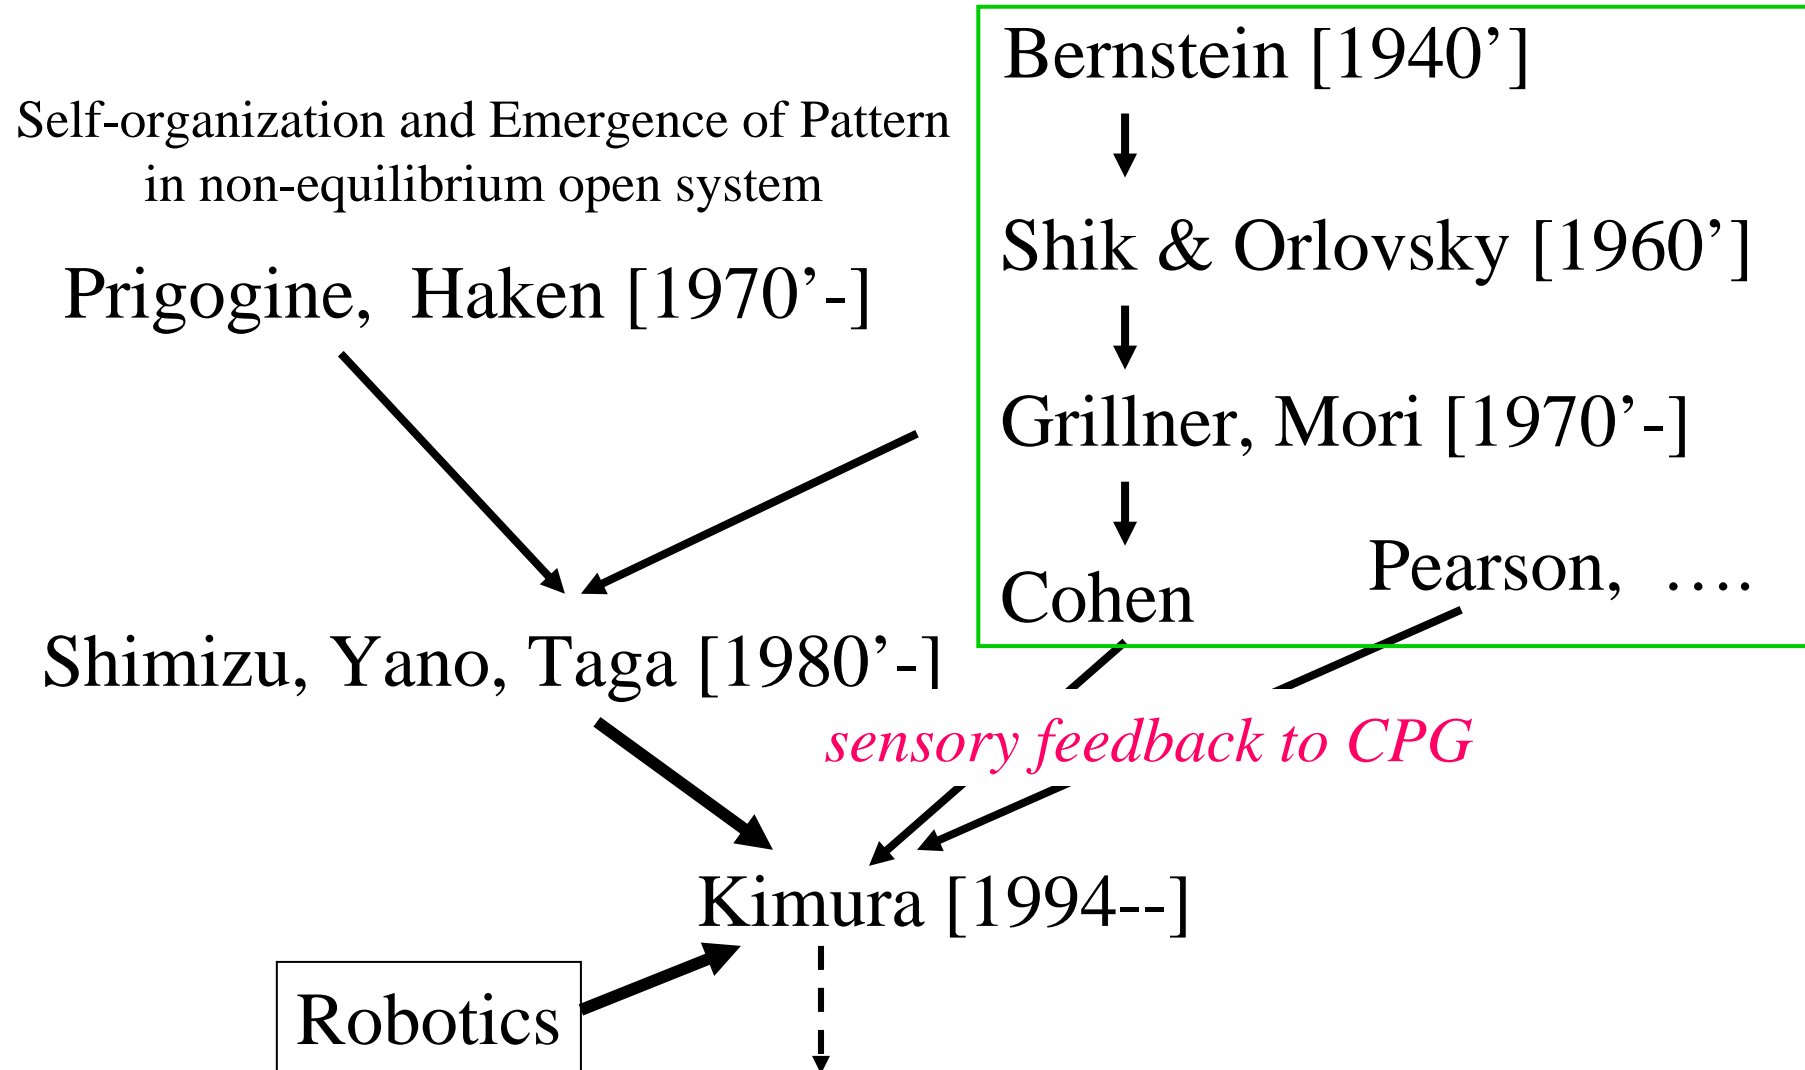 Bernstein [1940’]
Self-organization and Emergence of Pattern
in non-equilibrium open system
Shik & Orlovsky [1960’]
Prigogine, Haken [1970’-]
Grillner, Mori [1970’-]
Cohen
Pearson, ….
Shimizu, Yano, Taga [1980’-]
sensory feedback to CPG
Kimura [1994--]
Robotics